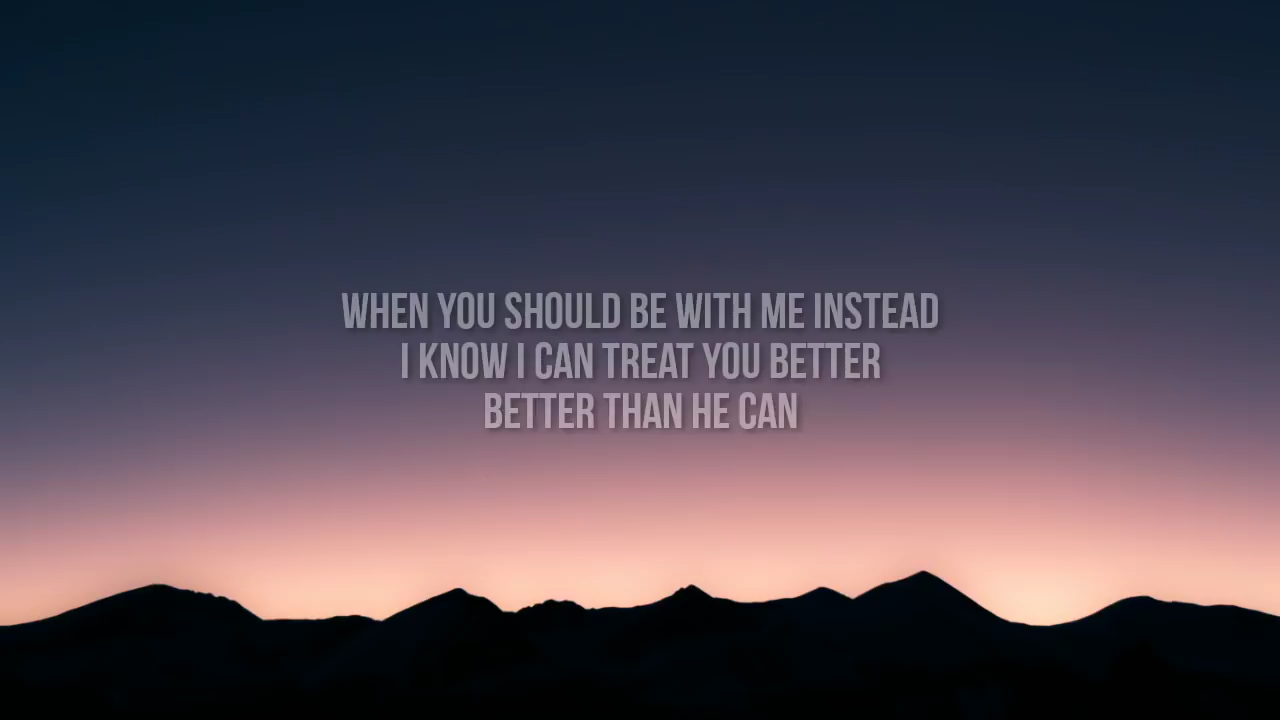 WHEN YOU SHOULD BE WITH ME INSTEAD
I KNOW I CAN TREAT YOU BETTER
BETTER THAN HE CAN